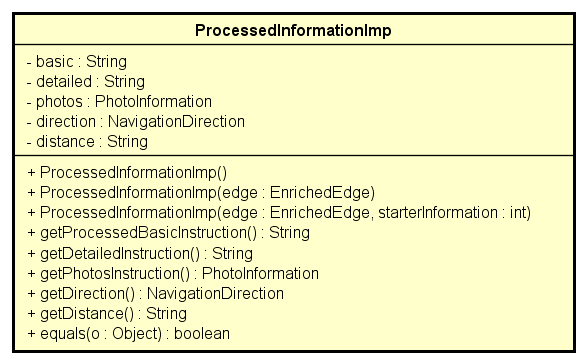 ProcessedInformationImp
- basic : String
- detailed : String
- photos : PhotoInformation
- direction : NavigationDirection
- distance : String
+ ProcessedInformationImp()
+ ProcessedInformationImp(edge : EnrichedEdge)
+ ProcessedInformationImp(edge : EnrichedEdge, starterInformation : int)
+ getProcessedBasicInstruction() : String
+ getDetailedInstruction() : String
+ getPhotosInstruction() : PhotoInformation
+ getDirection() : NavigationDirection
+ getDistance() : String
+ equals(o : Object) : boolean